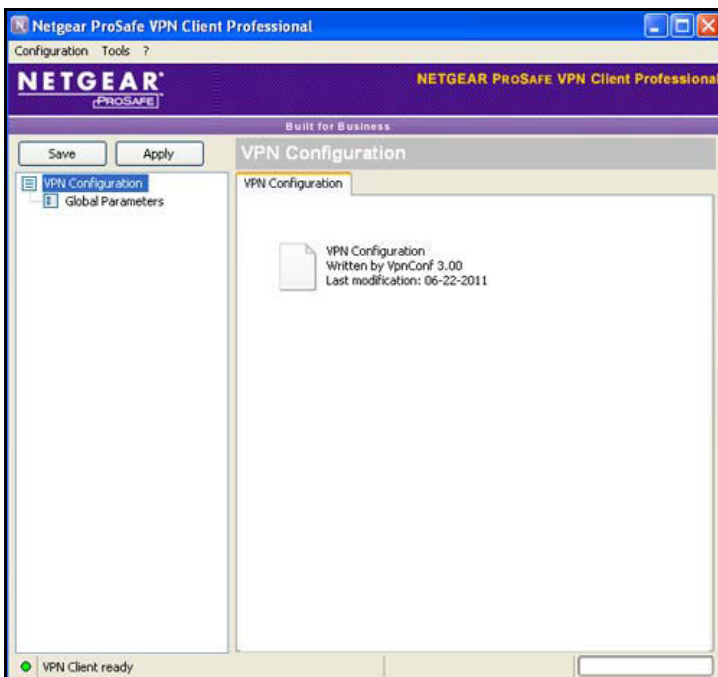 Netgear ProSafe VPN Client Professional
Configuration Tools ?
NETGEAR®
PROSAFE
NETGEAR PROSAFE VPN Client Professional
Built for Business
Save Apply
VPN Configuration
VPN Configuration
Global Parameters
VPN Configuration
VPN Configuration
Written by VpnConf 3.00
Last modification: 06-22-2011
VPN Client ready